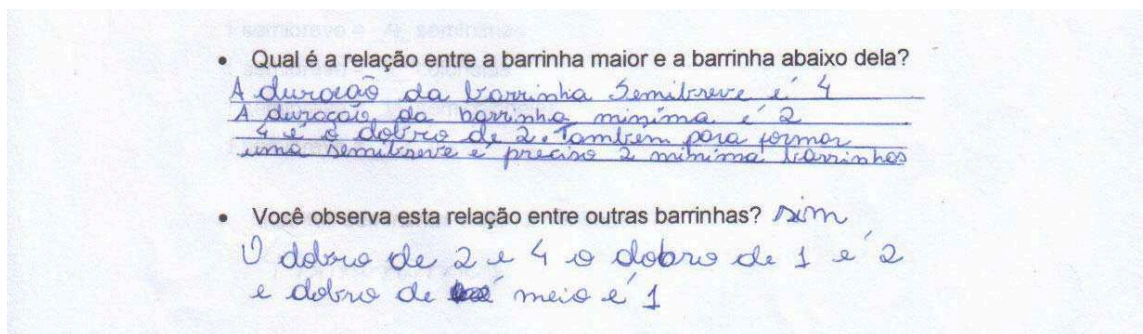 • Qual é a relação entre a barrinha maior e a barrinha abaixo dela?
A duração da barrinha Semibreve é 4
A duração da barrinha minima é 2
4 é o dobro de 2. Também para formar
uma semibreve é preciso 2 minima barrinhas
• Você observa esta relação entre outras barrinhas? sim
O dobro de 2 e 4 o dobro de 1 e' 2
e dobro de meio e' 1